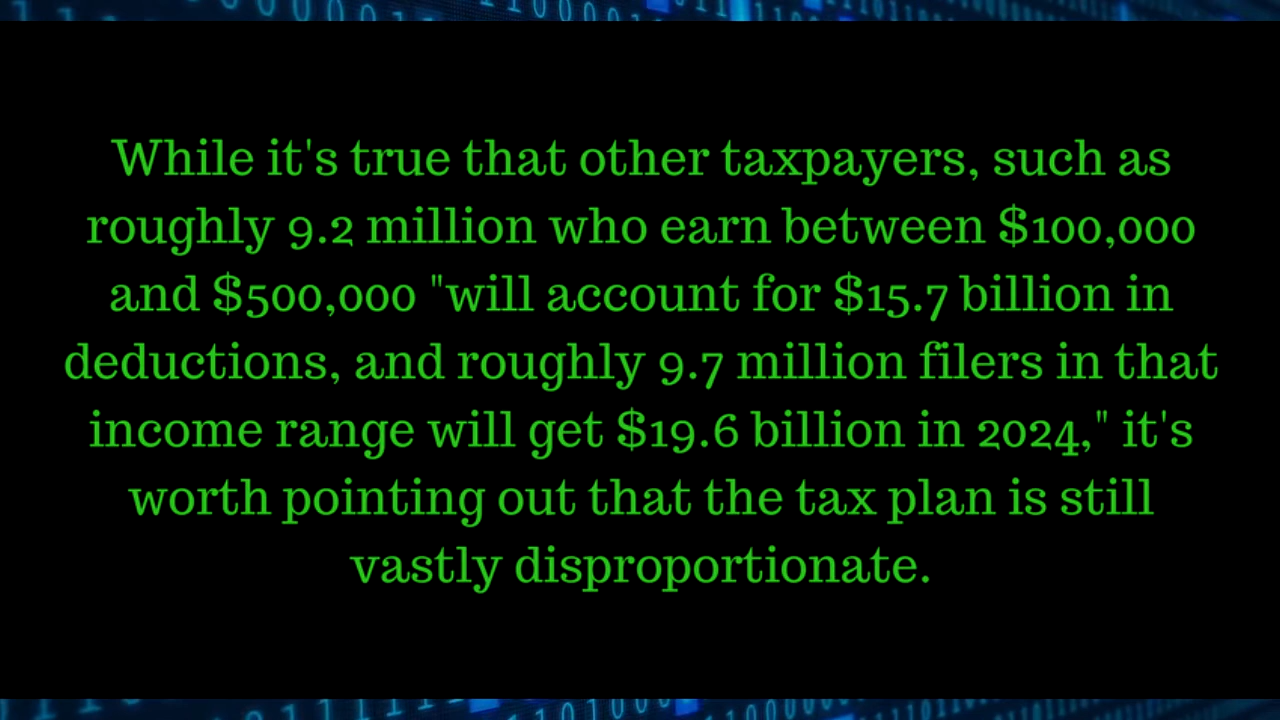 While it's true that other taxpayers, such as
roughly 9.2 million who earn between $100,000
and $500,000 "will account for $15.7 billion in
deductions, and roughly 9.7 million filers in that
income range will get $19.6 billion in 2024," it's
worth pointing out that the tax plan is still
vastly disproportionate.